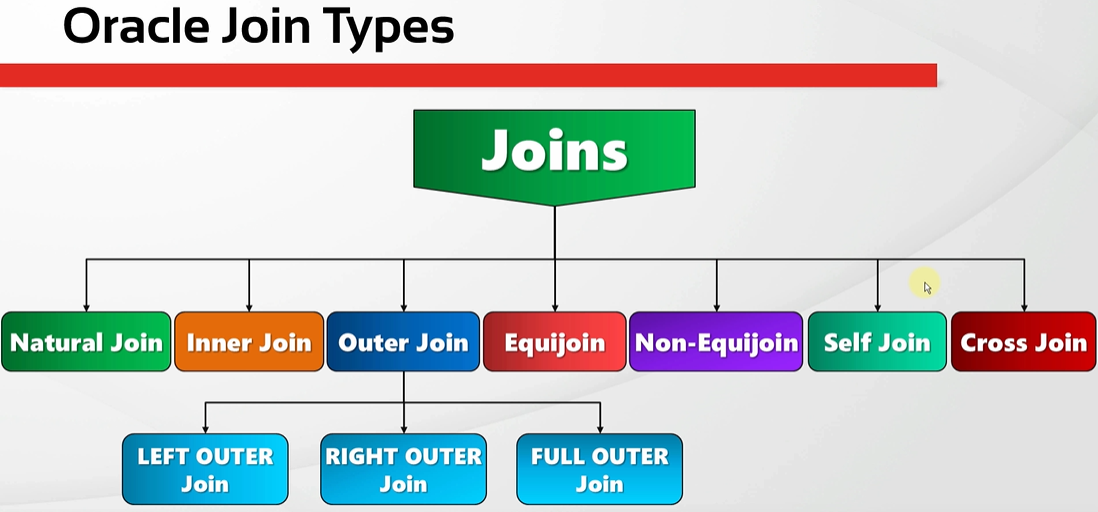 Oracle Join Types
Joins
Natural Join
Inner Join
Outer Join
Equijoin
Non-Equijoin
Self Join
Cross Join
LEFT OUTER
Join
RIGHT OUTER
Join
FULL OUTER
Join